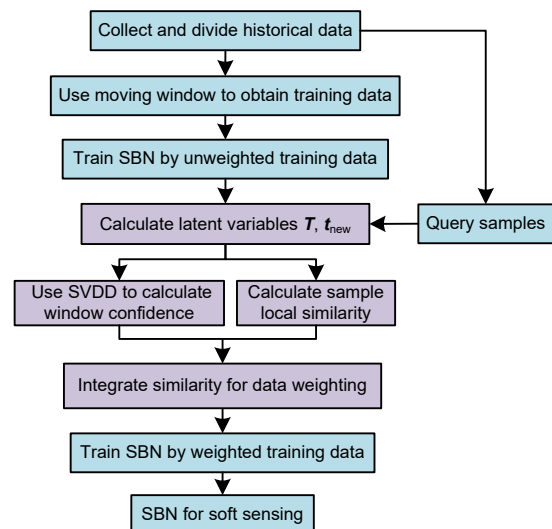 Collect and divide historical data
Use moving window to obtain training data
Train SBN by unweighted training data
Calculate latent variables T, tnew
Query samples
Use SVDD to calculate
window confidence
Calculate sample
local similarity
Integrate similarity for data weighting
Train SBN by weighted training data
SBN for soft sensing